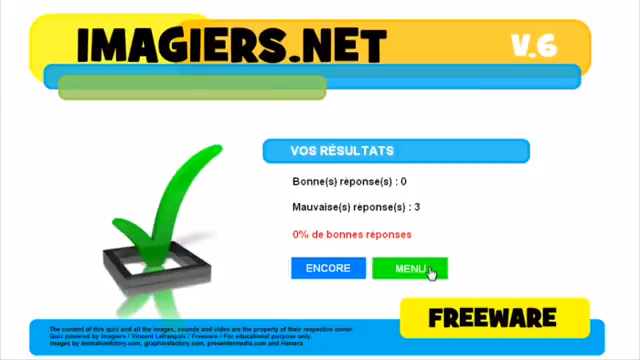 IMAGIERS.NET
V.6
VOS RÉSULTATS
Bonne(s) réponse(s) : 0
Mauvaise(s) réponse(s) : 3
0% de bonnes réponses
ENCORE
MENU
FREEWARE
The content of this quiz and all the images, sounds and video are the property of their respective owner.
Quiz powered by Imagiers / Vincent Lefrançois / Freeware / For educational purpose only.
Images by animationfactory.com, graphicsfactory.com, presentermedia.com and Hemera.